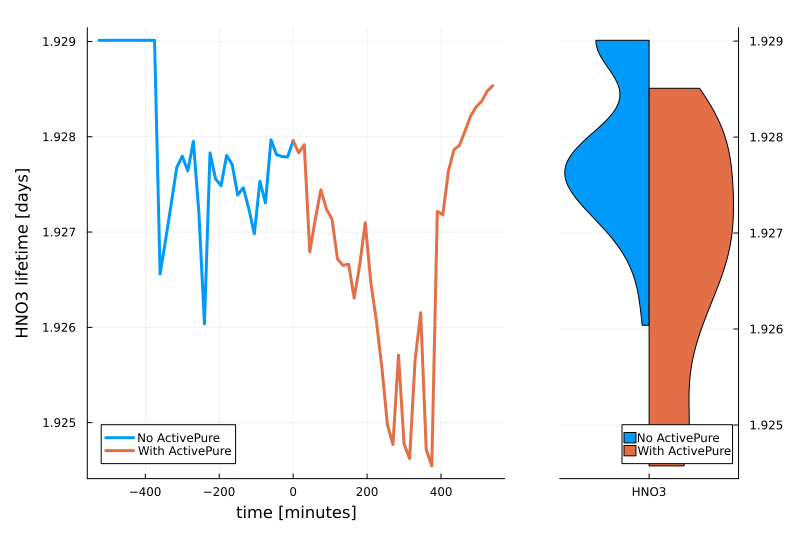 HNO3 lifetime [days]
1.929
1.928
1.927
1.926
1.925
−400
−200
0
200
400
time [minutes]
No ActivePure
With ActivePure
1.929
1.928
1.927
1.926
1.925
HNO3
No ActivePure
With ActivePure